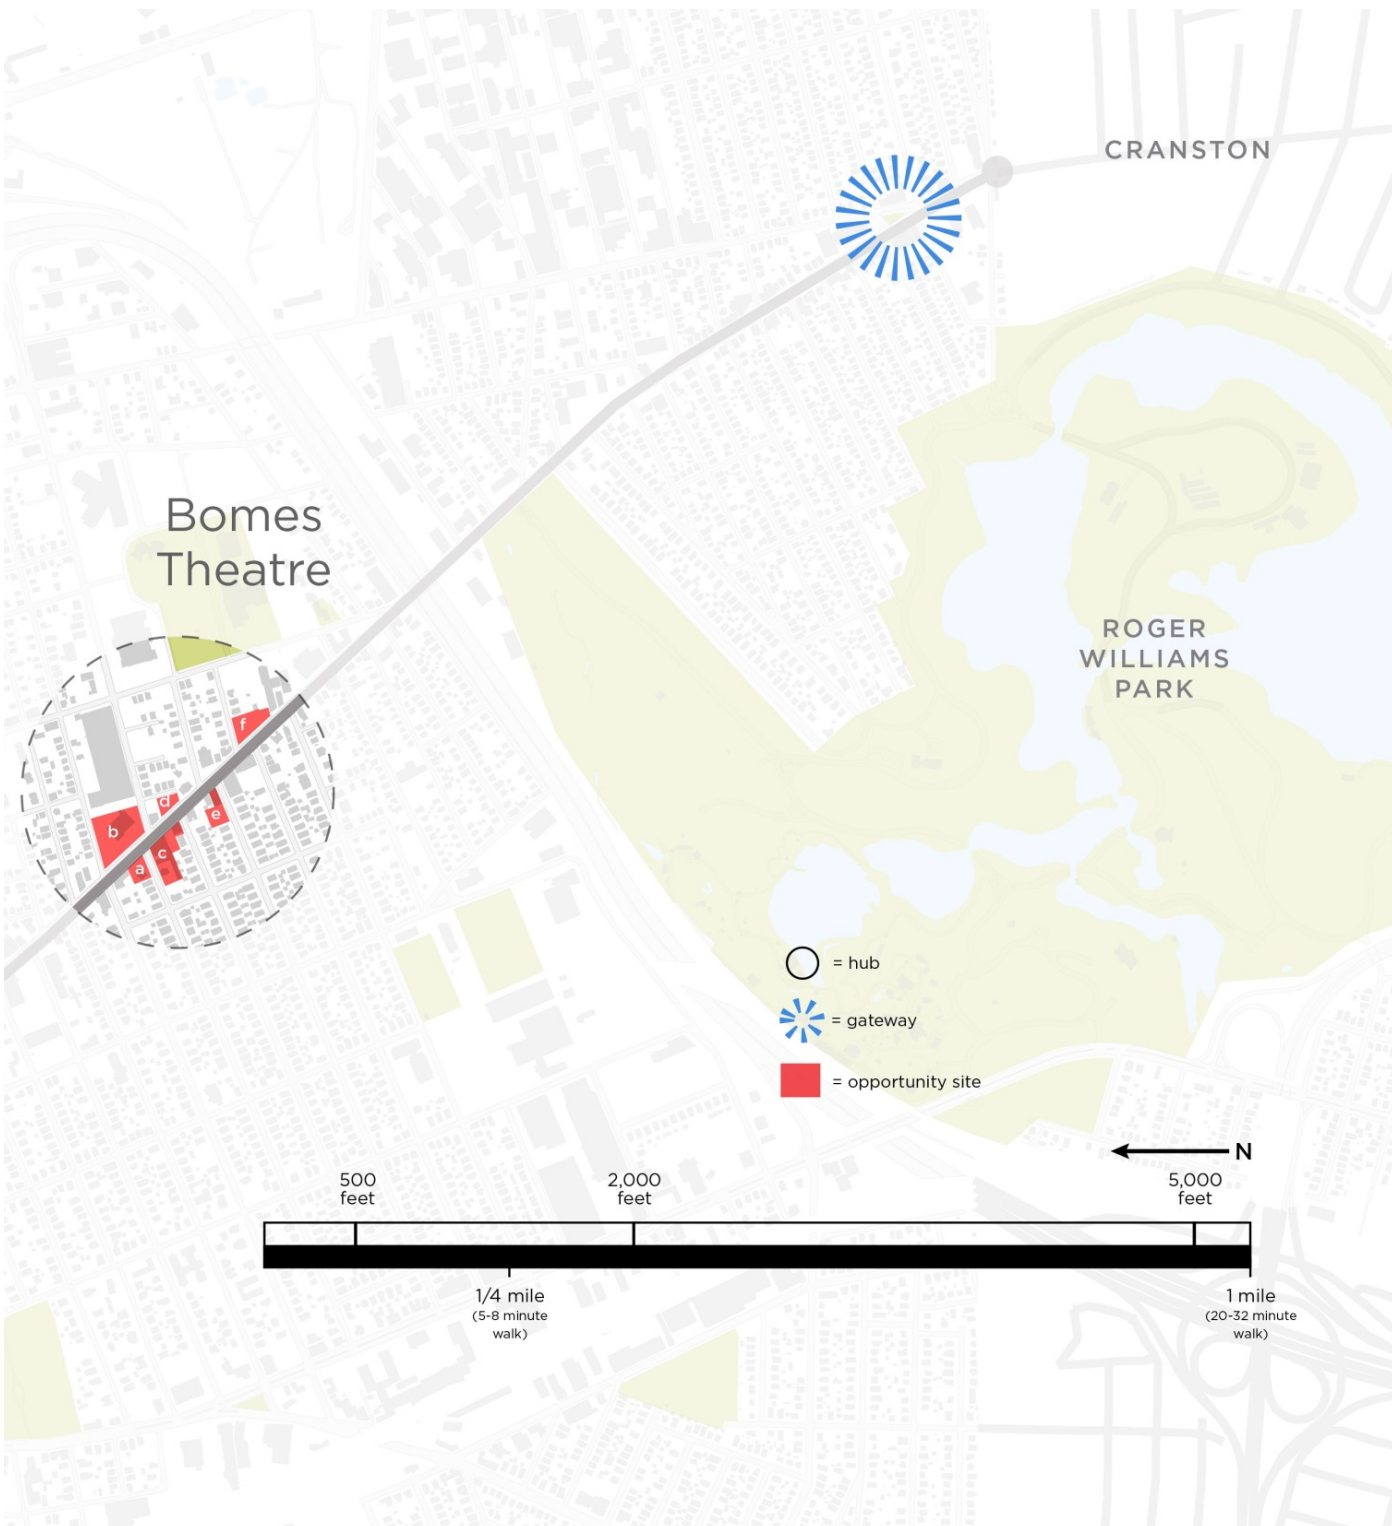 CRANSTON
Bomes
Theatre
ROGER
WILLIAMS
PARK
f
d
e
b
c
a
= hub
= gateway
= opportunity site
N
500
feet
2,000
feet
5,000
feet
1/4 mile
(5-8 minute
walk)
1 mile
(20-32 minute
walk)